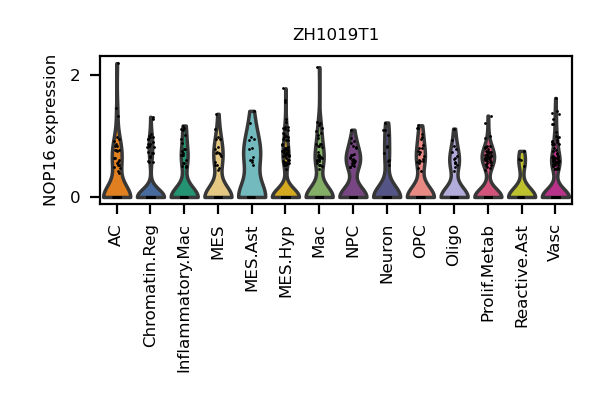 ZH1019T1
NOP16 expression
2
0
AC
Chromatin.Reg
Inflammatory.Mac
MES
MES.Ast
MES.Hyp
Mac
NPC
Neuron
OPC
Oligo
Prolif.Metab
Reactive.Ast
Vasc